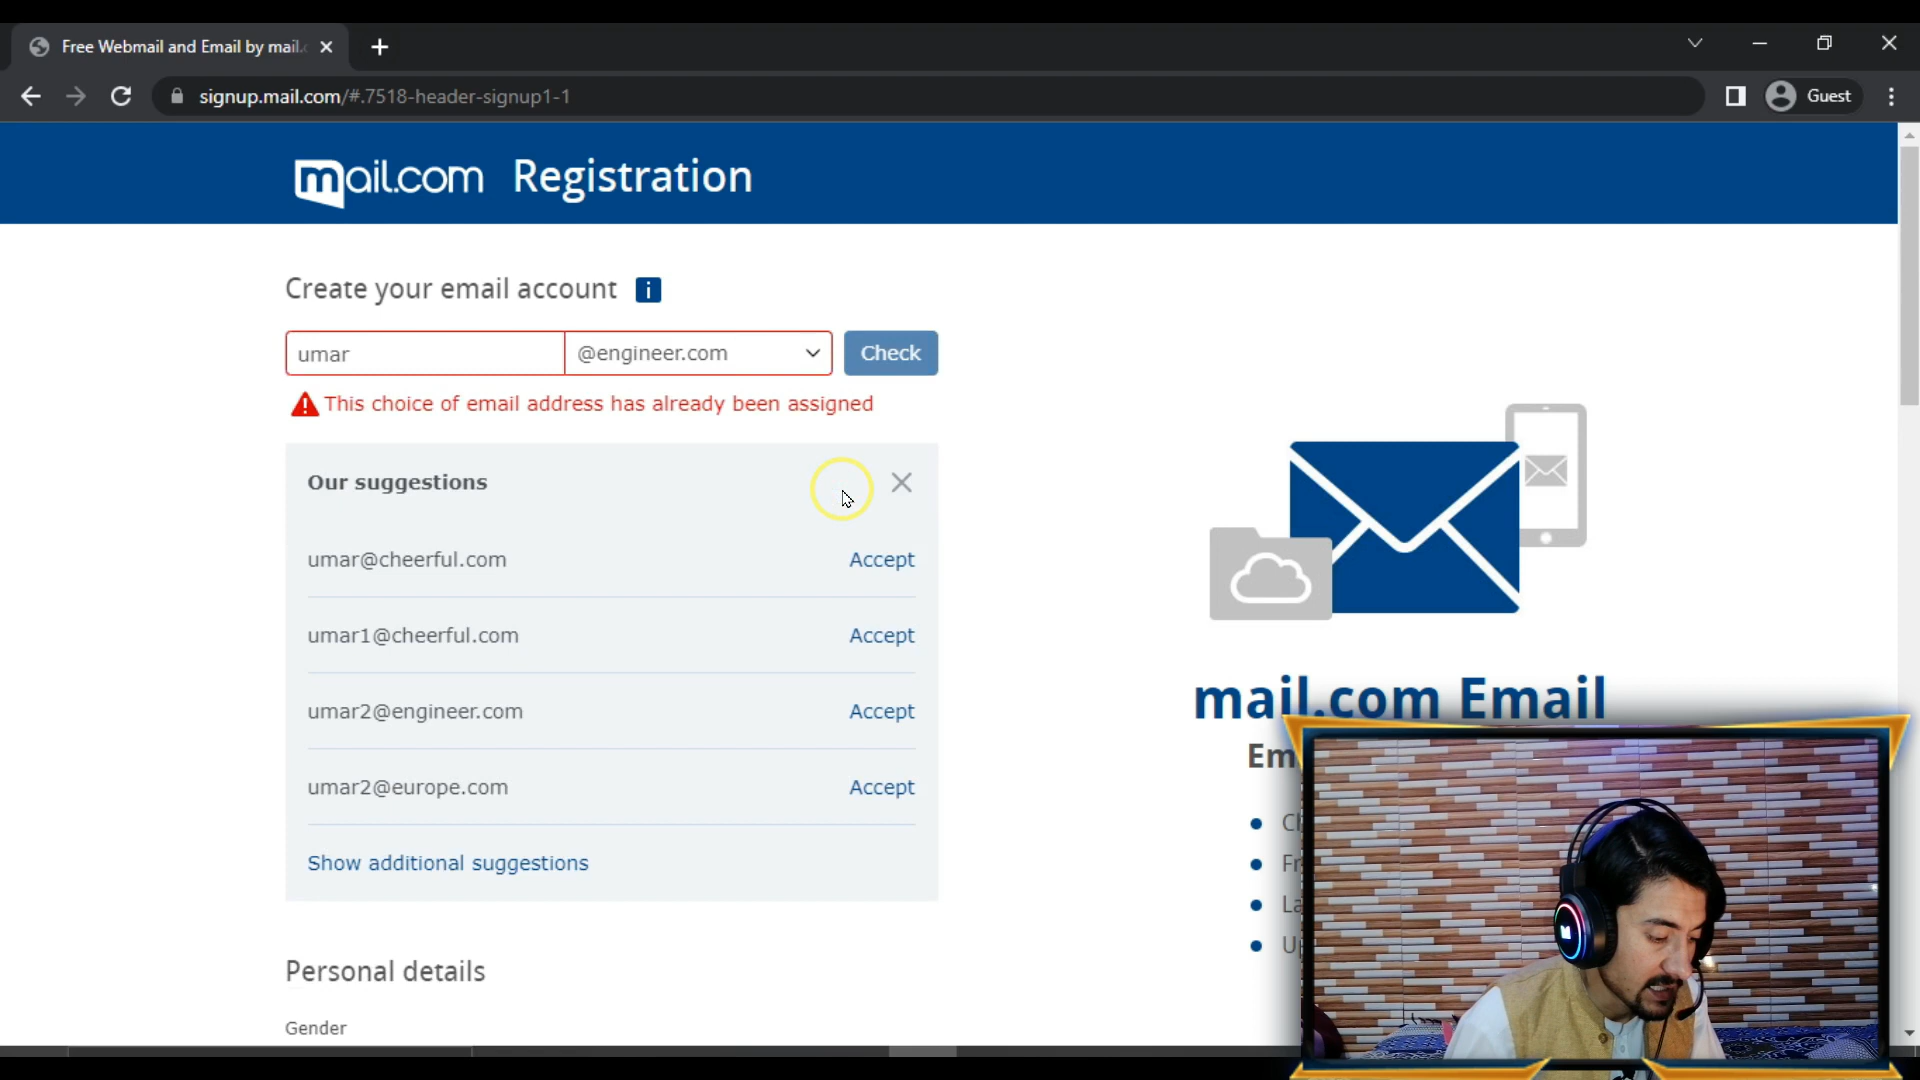 Free Webmail and Email by mail.
signup.mail.com/#.7518-header-signup1-1
Guest
mail.com Registration
Create your email account i
umar @engineer.com Check
This choice of email address has already been assigned
Our suggestions
umar@cheerful.com Accept
umar1@cheerful.com Accept
umar2@engineer.com Accept
umar2@europe.com Accept
Show additional suggestions
Personal details
Gender
mail.com Email